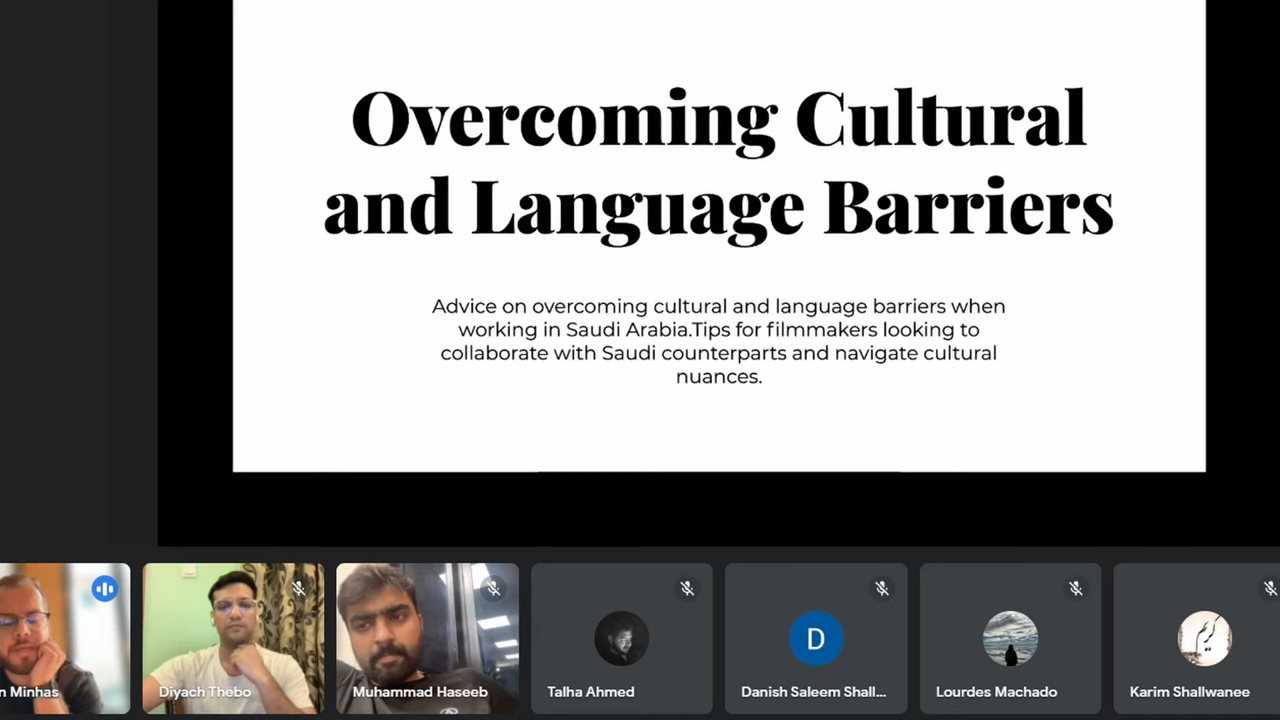 Overcoming Cultural
and Language Barriers
Advice on overcoming cultural and language barriers when
working in Saudi Arabia.Tips for filmmakers looking to
collaborate with Saudi counterparts and navigate cultural
nuances.
n Minhas
Diyach Thebo
Muhammad Haseeb
Talha Ahmed
D
Danish Saleem Shall...
Lourdes Machado
كريم
Karim Shallwanee